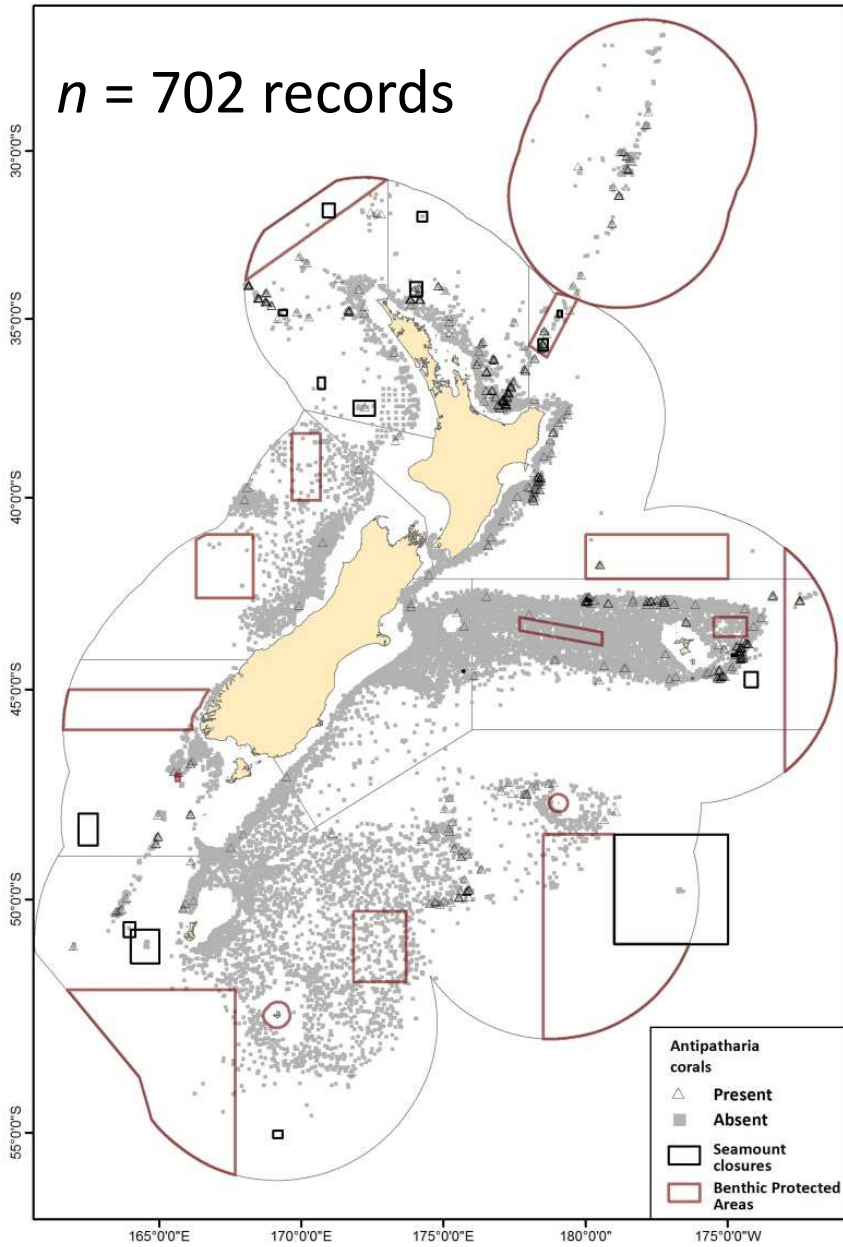 n = 702 records
30°0'0"S
35°0'0"S
40°0'0"S
45°0'0"S
50°0'0"S
55°0'0"S
165°0'0"E
170°0'0"E
175°0'0"E
180°0'0"
175°0'0"W
Antipatharia
corals
Present
Absent
Seamount
closures
Benthic Protected
Areas